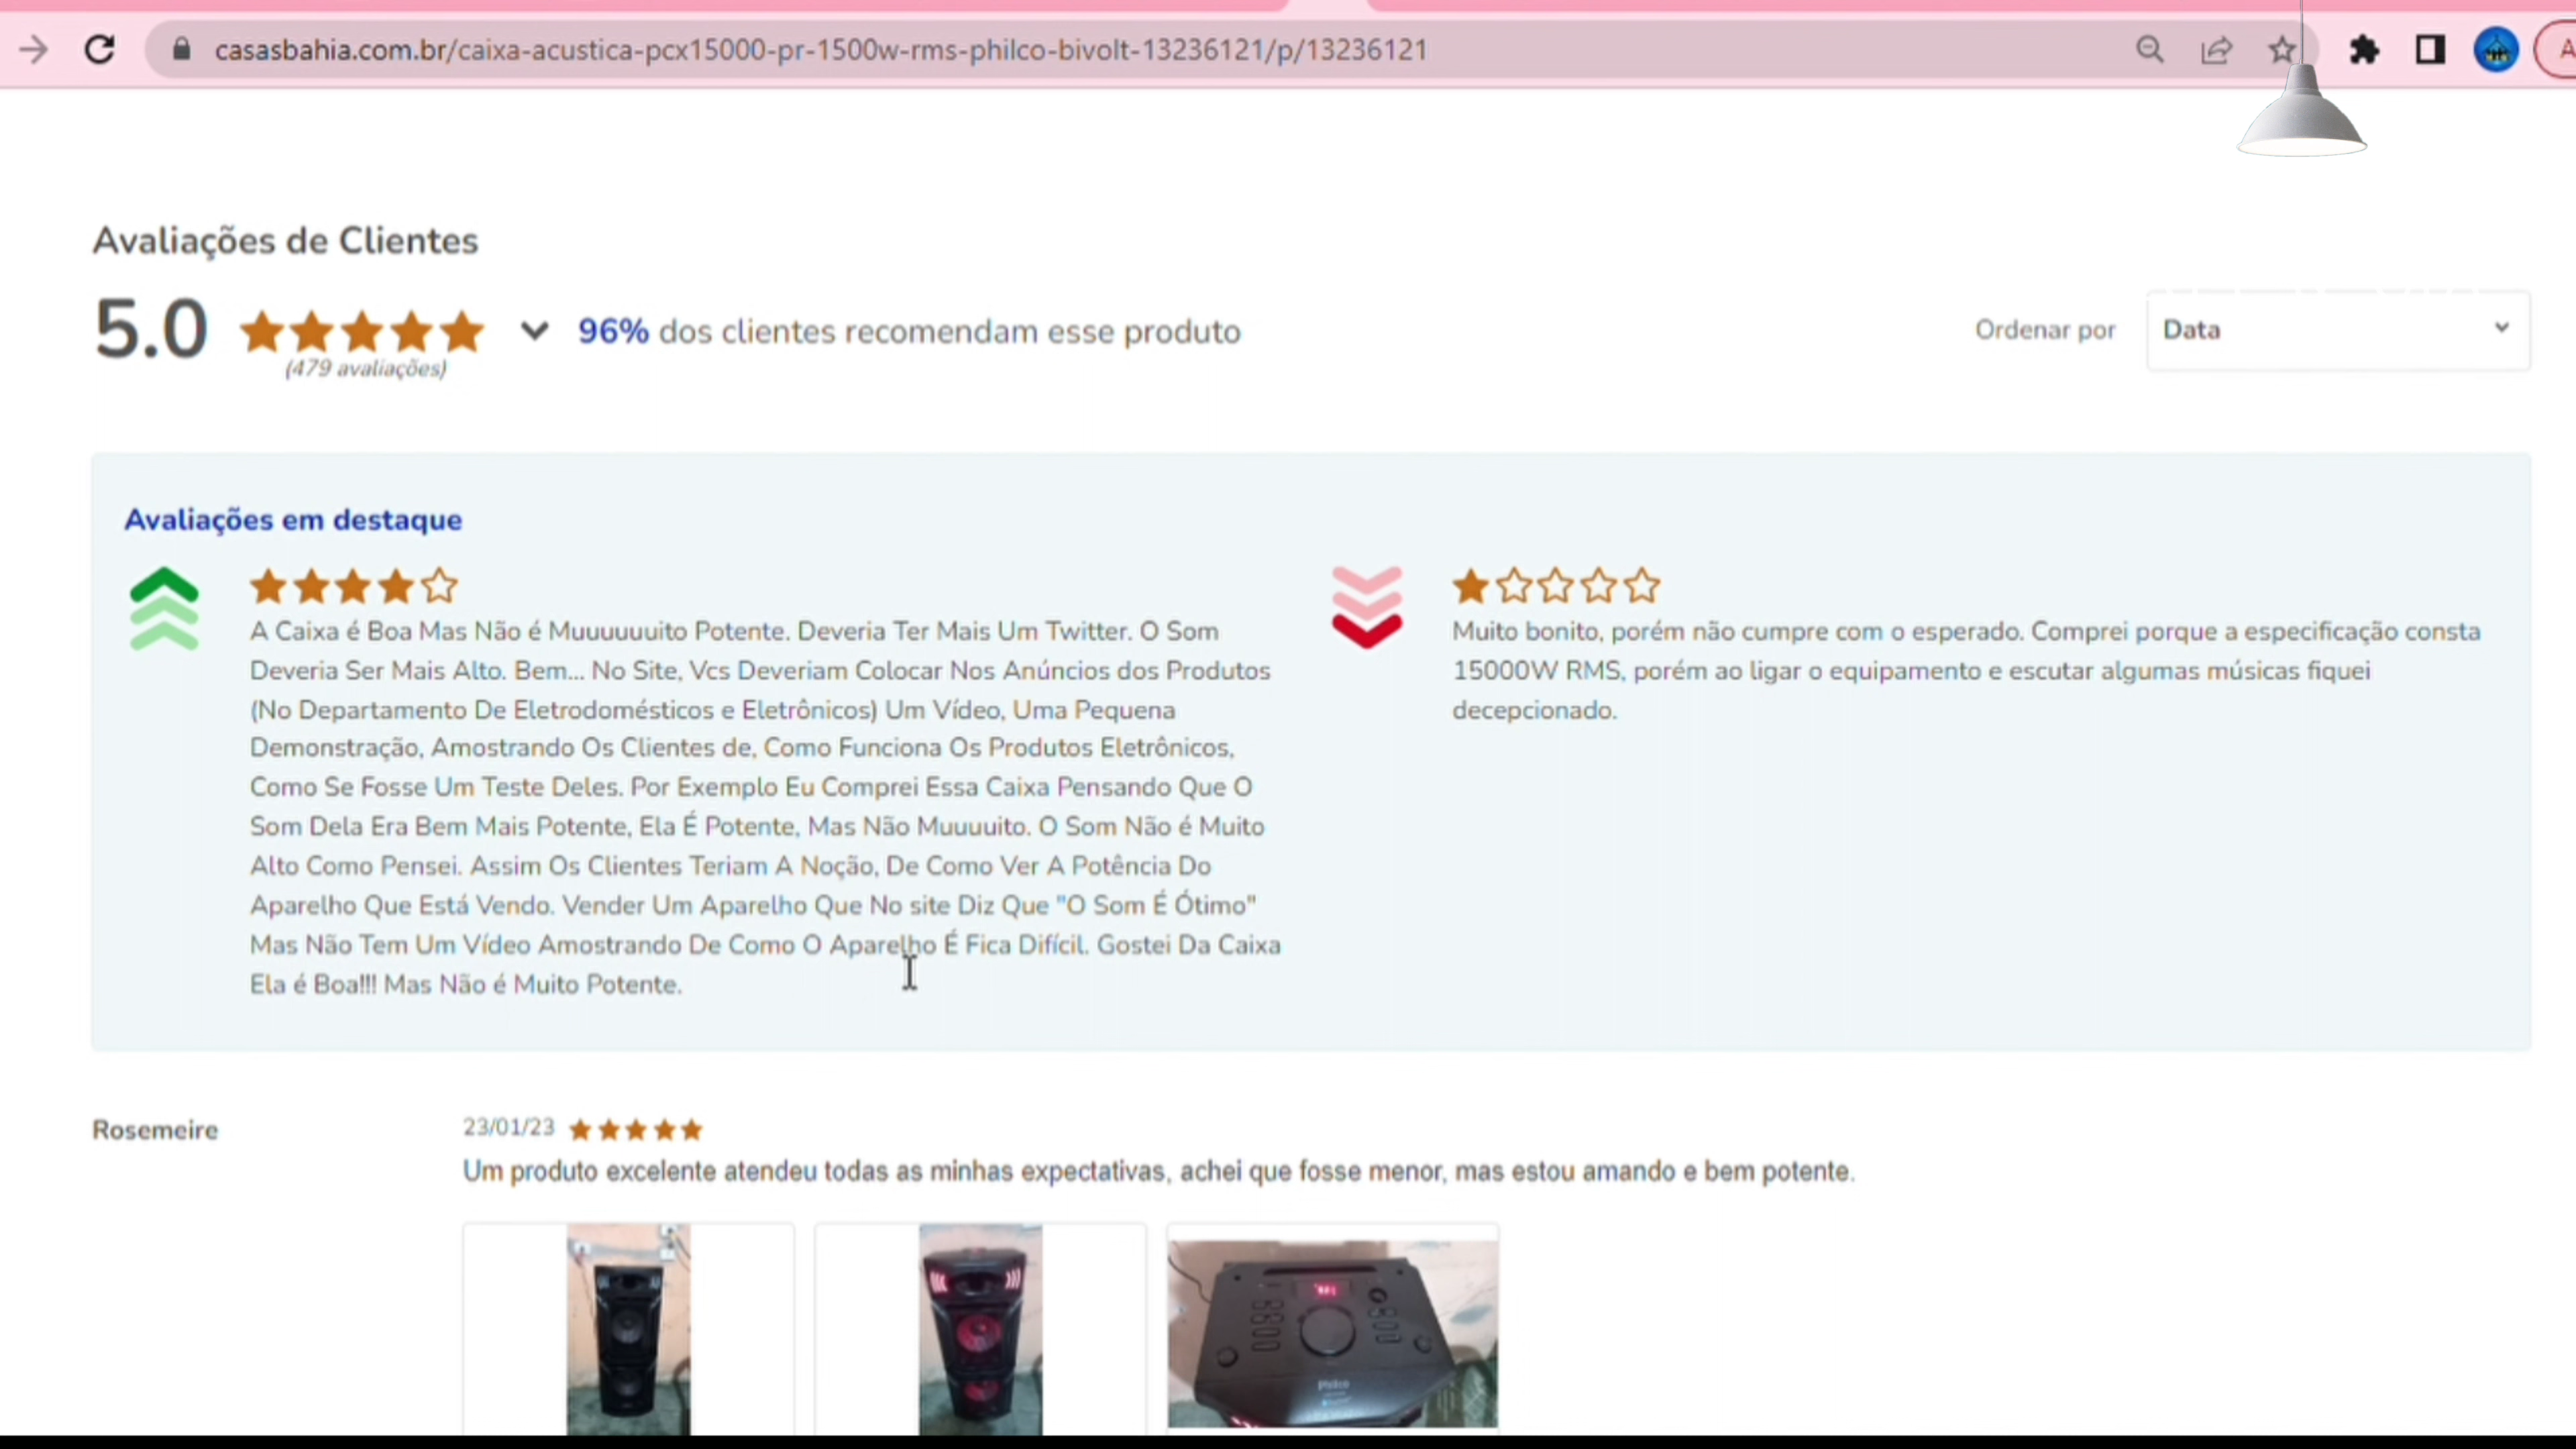 casasbahia.com.br/caixa-acustica-pcx15000-pr-1500w-rms-philco-bivolt-13236121/p/13236121
A
Avaliações de Clientes
5.0
(479 avaliações)
96% dos clientes recomendam esse produto
Ordenar por
Data
Avaliações em destaque
A Caixa é Boa Mas Não é Muuuuuuito Potente. Deveria Ter Mais Um Twitter. O Som
Deveria Ser Mais Alto. Bem... No Site, Vcs Deveriam Colocar Nos Anúncios dos Produtos
(No Departamento De Eletrodomésticos e Eletrônicos) Um Vídeo, Uma Pequena
Demonstração, Amostrando Os Clientes de, Como Funciona Os Produtos Eletrônicos,
Como Se Fosse Um Teste Deles. Por Exemplo Eu Comprei Essa Caixa Pensando Que O
Som Dela Era Bem Mais Potente, Ela É Potente, Mas Não Muuuuito. O Som Não é Muito
Alto Como Pensei. Assim Os Clientes Teriam A Noção, De Como Ver A Potência Do
Aparelho Que Está Vendo. Vender Um Aparelho Que No site Diz Que "O Som É Ótimo"
Mas Não Tem Um Vídeo Amostrando De Como O Aparelho É Fica Difícil. Gostei Da Caixa
Ela é Boa!!! Mas Não é Muito Potente.
Muito bonito, porém não cumpre com o esperado. Comprei porque a especificação consta
15000W RMS, porém ao ligar o equipamento e escutar algumas músicas fiquei
decepcionado.
Rosemeire
23/01/23
Um produto excelente atendeu todas as minhas expectativas, achei que fosse menor, mas estou amando e bem potente.
PHILCO